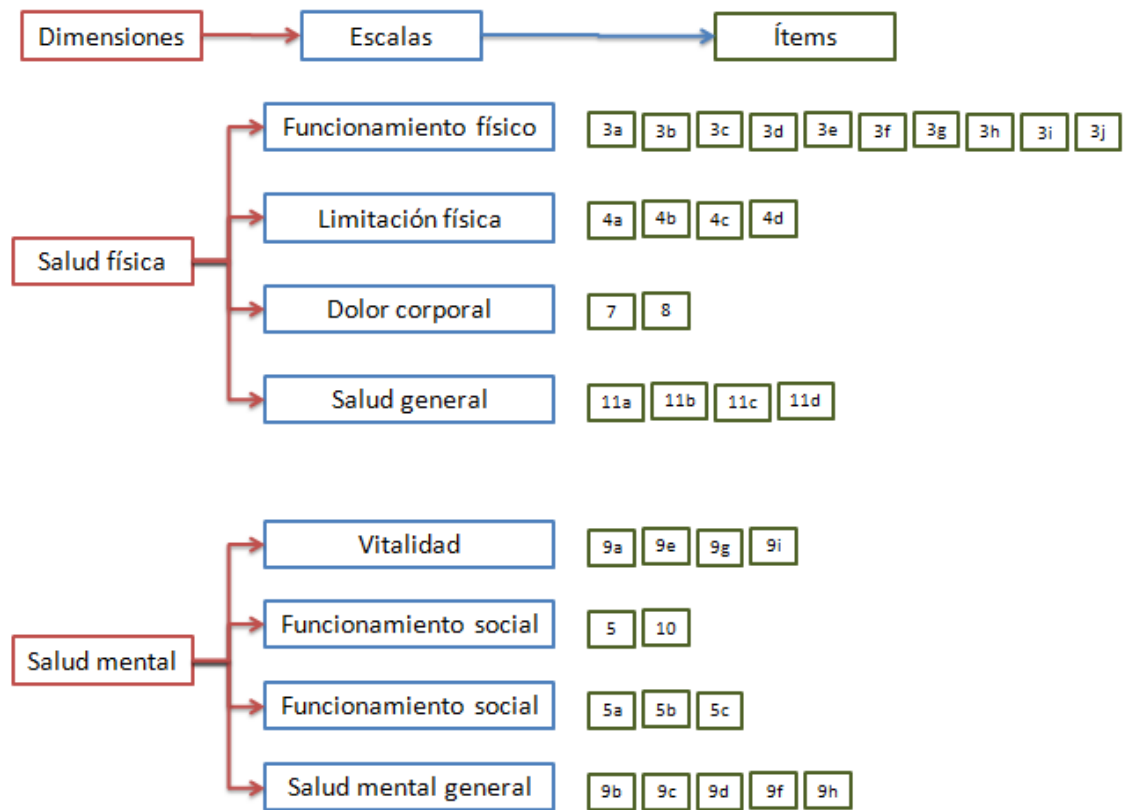 Dimensiones Escalas Ítems
Funcionamiento físico 3a 3b 3c 3d 3e 3f 3g 3h 3i 3j
Limitación física 4a 4b 4c 4d
Salud física
Dolor corporal 7 8
Salud general 11a 11b 11c 11d
Vitalidad 9a 9e 9g 9i
Funcionamiento social 5 10
Salud mental
Funcionamiento social 5a 5b 5c
Salud mental general 9b 9c 9d 9f 9h